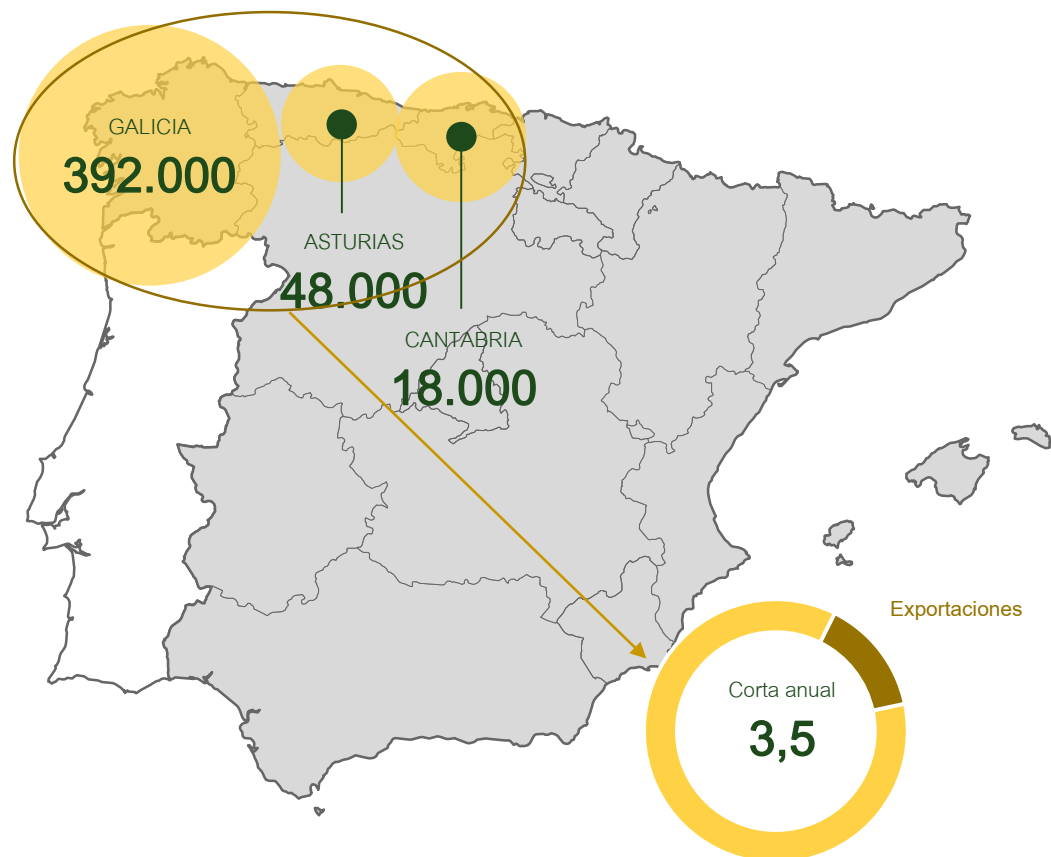 GALICIA
392.000
ASTURIAS
48.000
CANTABRIA
18.000
Exportaciones
Corta anual
3,5